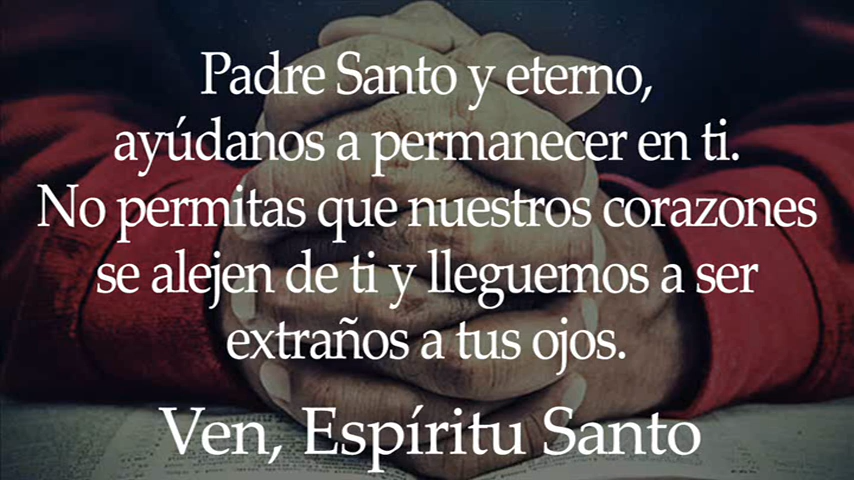 Padre Santo y eterno,
ayúdanos a permanecer en ti.
No permitas que nuestros corazones
se alejen de ti y lleguemos a ser
extraños a tus ojos.
Ven, Espíritu Santo